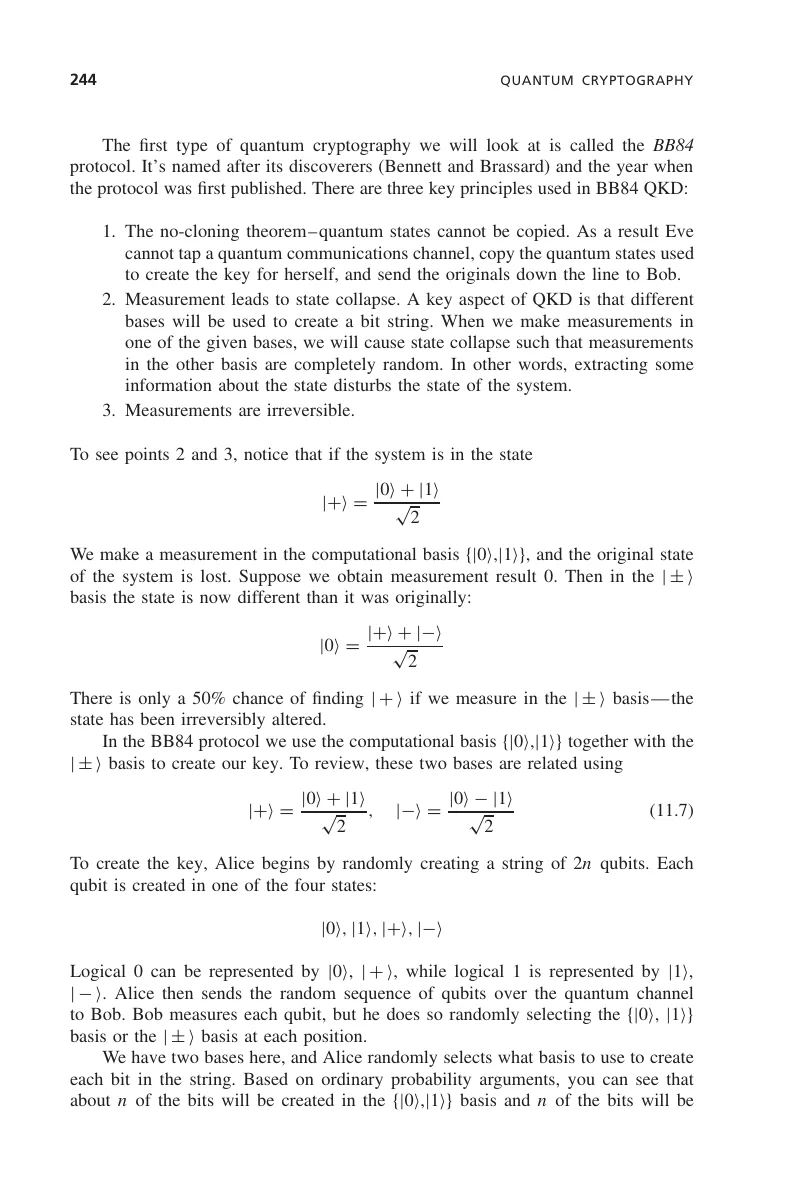 244 QUANTUM CRYPTOGRAPHY
The first type of quantum cryptography we will look at is called the BB84
protocol. It's named after its discoverers (Bennett and Brassard) and the year when
the protocol was first published. There are three key principles used in BB84 QKD:
1. The no-cloning theorem–quantum states cannot be copied. As a result Eve
cannot tap a quantum communications channel, copy the quantum states used
to create the key for herself, and send the originals down the line to Bob.
2. Measurement leads to state collapse. A key aspect of QKD is that different
bases will be used to create a bit string. When we make measurements in
one of the given bases, we will cause state collapse such that measurements
in the other basis are completely random. In other words, extracting some
information about the state disturbs the state of the system.
3. Measurements are irreversible.
To see points 2 and 3, notice that if the system is in the state
|+⟩ = (|0⟩ + |1⟩)/√2
We make a measurement in the computational basis {|0⟩,|1⟩}, and the original state
of the system is lost. Suppose we obtain measurement result 0. Then in the |±⟩
basis the state is now different than it was originally:
|0⟩ = (|+⟩ + |−⟩)/√2
There is only a 50% chance of finding |+⟩ if we measure in the |±⟩ basis—the
state has been irreversibly altered.
In the BB84 protocol we use the computational basis {|0⟩,|1⟩} together with the
|±⟩ basis to create our key. To review, these two bases are related using
|+⟩ = (|0⟩ + |1⟩)/√2, |−⟩ = (|0⟩ − |1⟩)/√2 (11.7)
To create the key, Alice begins by randomly creating a string of 2n qubits. Each
qubit is created in one of the four states:
|0⟩, |1⟩, |+⟩, |−⟩
Logical 0 can be represented by |0⟩, |+⟩, while logical 1 is represented by |1⟩,
|−⟩. Alice then sends the random sequence of qubits over the quantum channel
to Bob. Bob measures each qubit, but he does so randomly selecting the {|0⟩, |1⟩}
basis or the |±⟩ basis at each position.
We have two bases here, and Alice randomly selects what basis to use to create
each bit in the string. Based on ordinary probability arguments, you can see that
about n of the bits will be created in the {|0⟩,|1⟩} basis and n of the bits will be